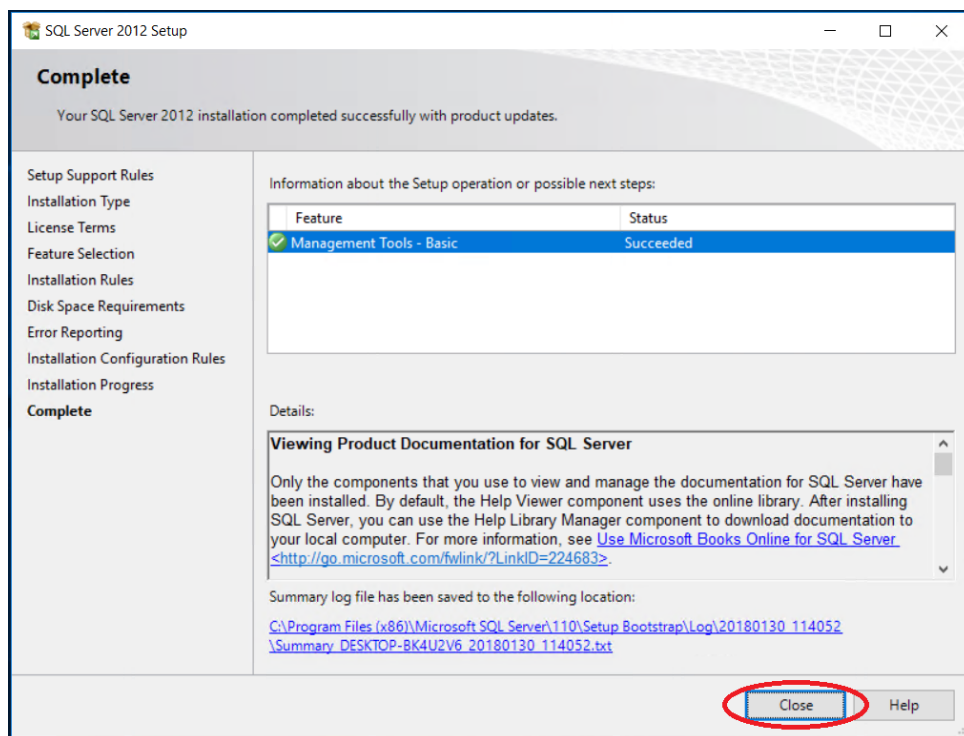 SQL Server 2012 Setup
Complete
Your SQL Server 2012 installation completed successfully with product updates.
Setup Support Rules
Installation Type
License Terms
Feature Selection
Installation Rules
Disk Space Requirements
Error Reporting
Installation Configuration Rules
Installation Progress
Complete
Information about the Setup operation or possible next steps:
Feature Status
Management Tools - Basic Succeeded
Details:
Viewing Product Documentation for SQL Server
Only the components that you use to view and manage the documentation for SQL Server have
been installed. By default, the Help Viewer component uses the online library. After installing
SQL Server, you can use the Help Library Manager component to download documentation to
your local computer. For more information, see Use Microsoft Books Online for SQL Server
<http://go.microsoft.com/fwlink/?LinkID=224683>.
Summary log file has been saved to the following location:
C:\Program Files (x86)\Microsoft SQL Server\110\Setup Bootstrap\Log\20180130_114052
\Summary_DESKTOP-BK4U2V6_20180130_114052.txt
Close Help